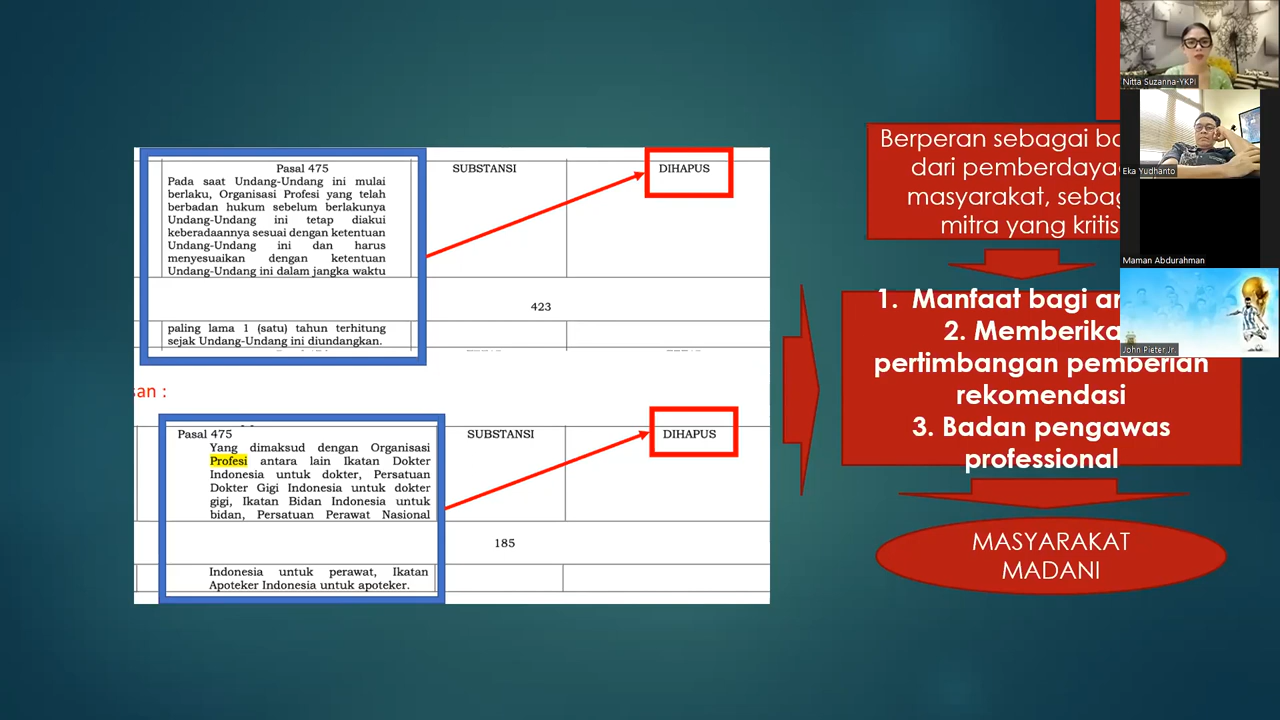 Pasal 475
Pada saat Undang-Undang ini mulai
berlaku, Organisasi Profesi yang telah
berbadan hukum sebelum berlakunya
Undang-Undang ini tetap diakui
keberadaannya sesuai dengan ketentuan
Undang-Undang ini dan harus
menyesuaikan dengan ketentuan
Undang-Undang ini dalam jangka waktu
SUBSTANSI
DIHAPUS
423
paling lama 1 (satu) tahun terhitung
sejak Undang-Undang ini diundangkan.
san :
Pasal 475
Yang dimaksud dengan Organisasi
Profesi antara lain Ikatan Dokter
Indonesia untuk dokter, Persatuan
Dokter Gigi Indonesia untuk dokter
gigi, Ikatan Bidan Indonesia untuk
bidan, Persatuan Perawat Nasional
SUBSTANSI
DIHAPUS
185
Indonesia untuk perawat, Ikatan
Apoteker Indonesia untuk apoteker.
Berperan sebagai ba
dari pemberdaya
masyarakat, sebag
mitra yang kritis
1. Manfaat bagi an
2. Memberika
pertimbangan pemberian
rekomendasi
3. Badan pengawas
professional
MASYARAKAT
MADANI
Nitta Suzanna-YKPI
Eka Yudhanto
Maman Abdurahman
John Pieter Jr.